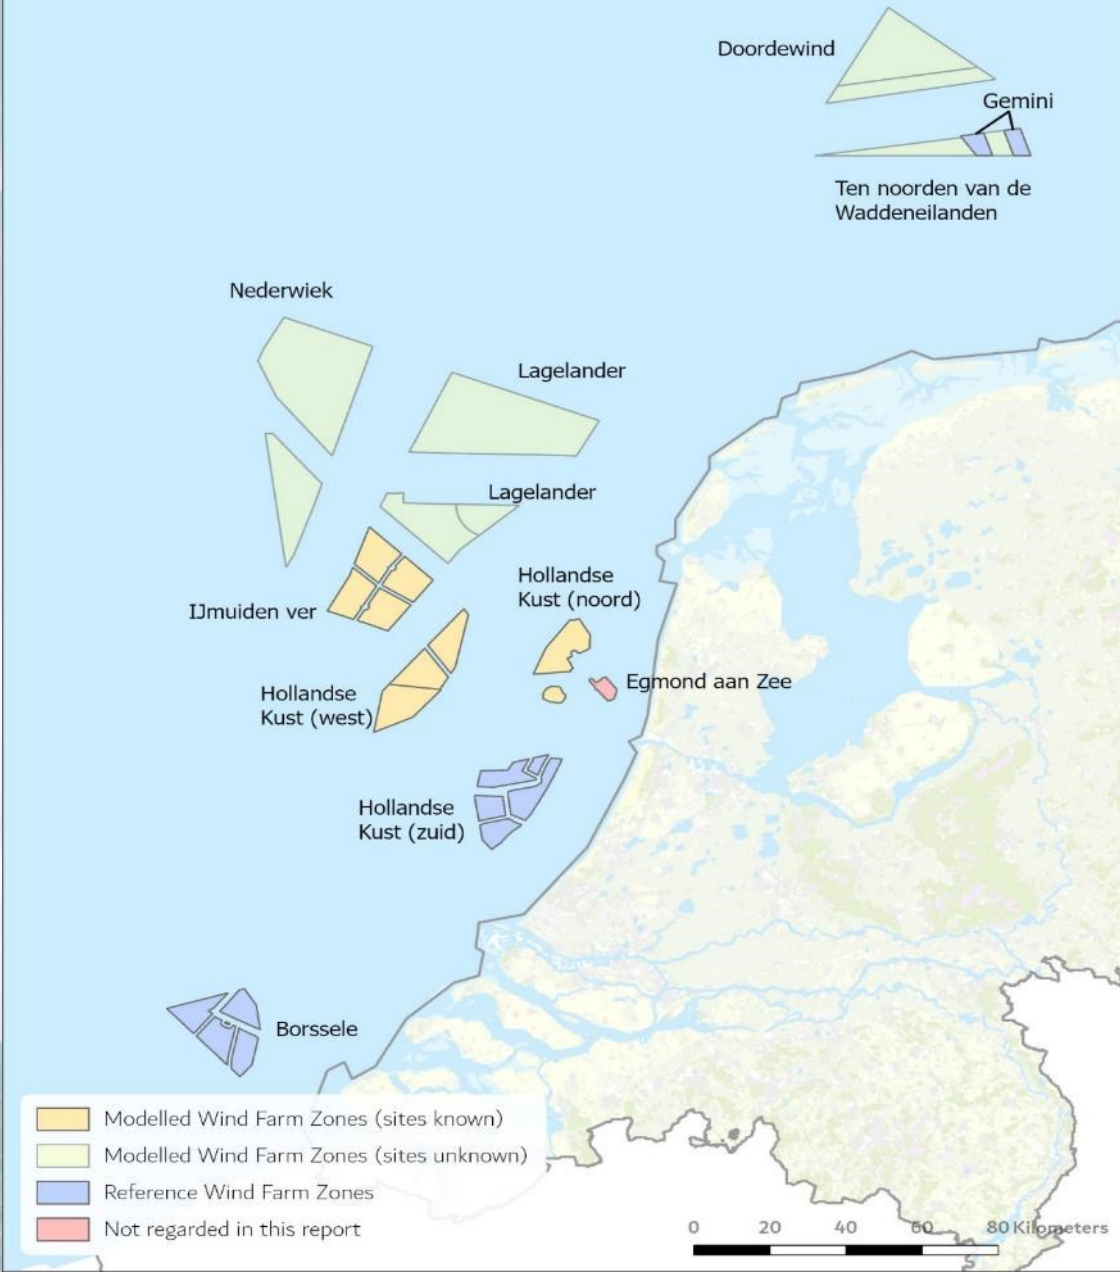 Doordewind
Gemini
Ten noorden van de
Waddeneilanden
Nederwiek
Lagelander
Lagelander
Hollandse
Kust (noord)
IJmuiden ver
Egmond aan Zee
Hollandse
Kust (west)
Hollandse
Kust (zuid)
Borssele
Modelled Wind Farm Zones (sites known)
Modelled Wind Farm Zones (sites unknown)
Reference Wind Farm Zones
Not regarded in this report
0 20 40 60 80 Kilometers